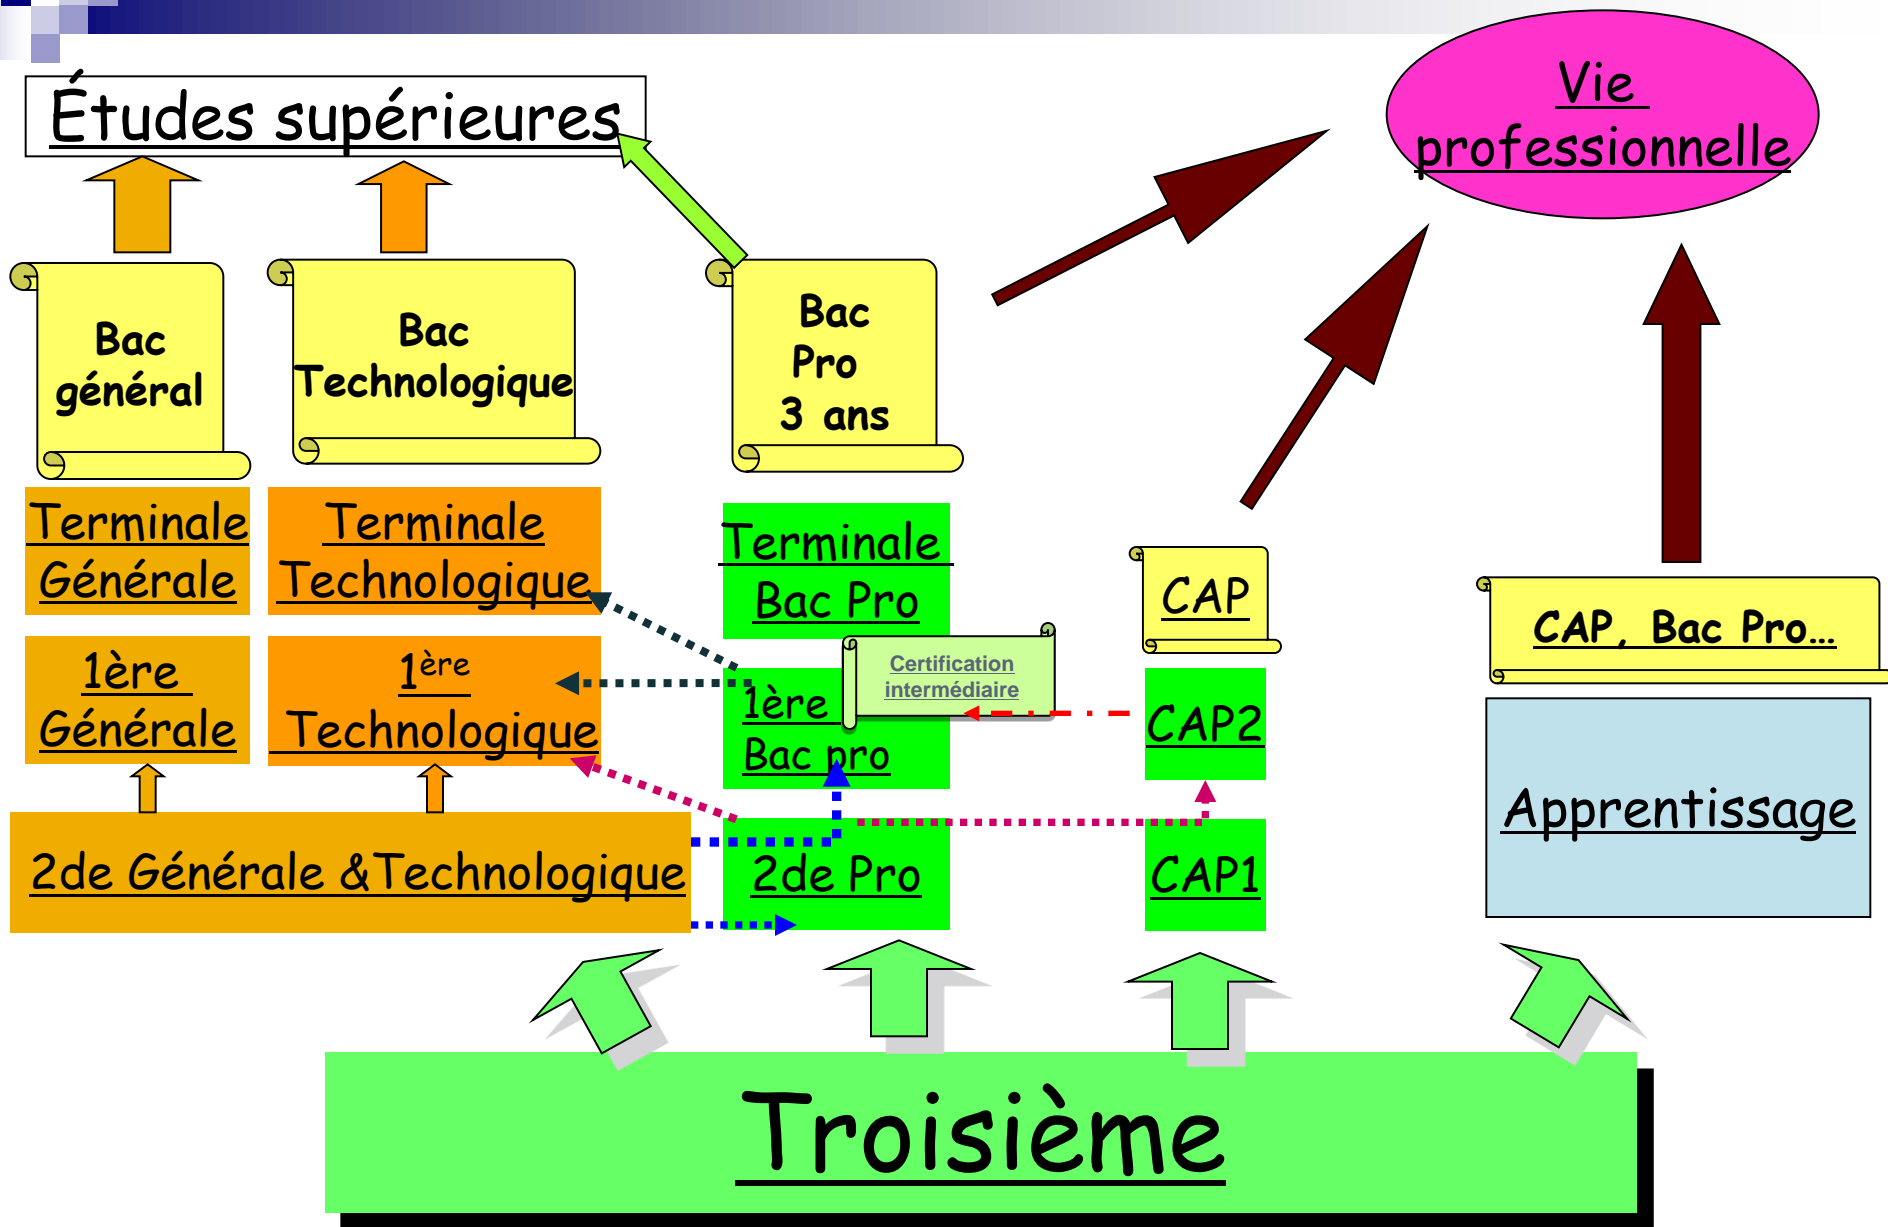 Études supérieures
Vie
professionnelle
Bac
général
Bac
Technologique
Bac
Pro
3 ans
Terminale
Générale
Terminale
Technologique
Terminale
Bac Pro
CAP
CAP, Bac Pro…
1ère
Générale
1ère
Technologique
1ère
Bac pro
Certification
intermédiaire
CAP2
Apprentissage
2de Générale &Technologique
2de Pro
CAP1
Troisième